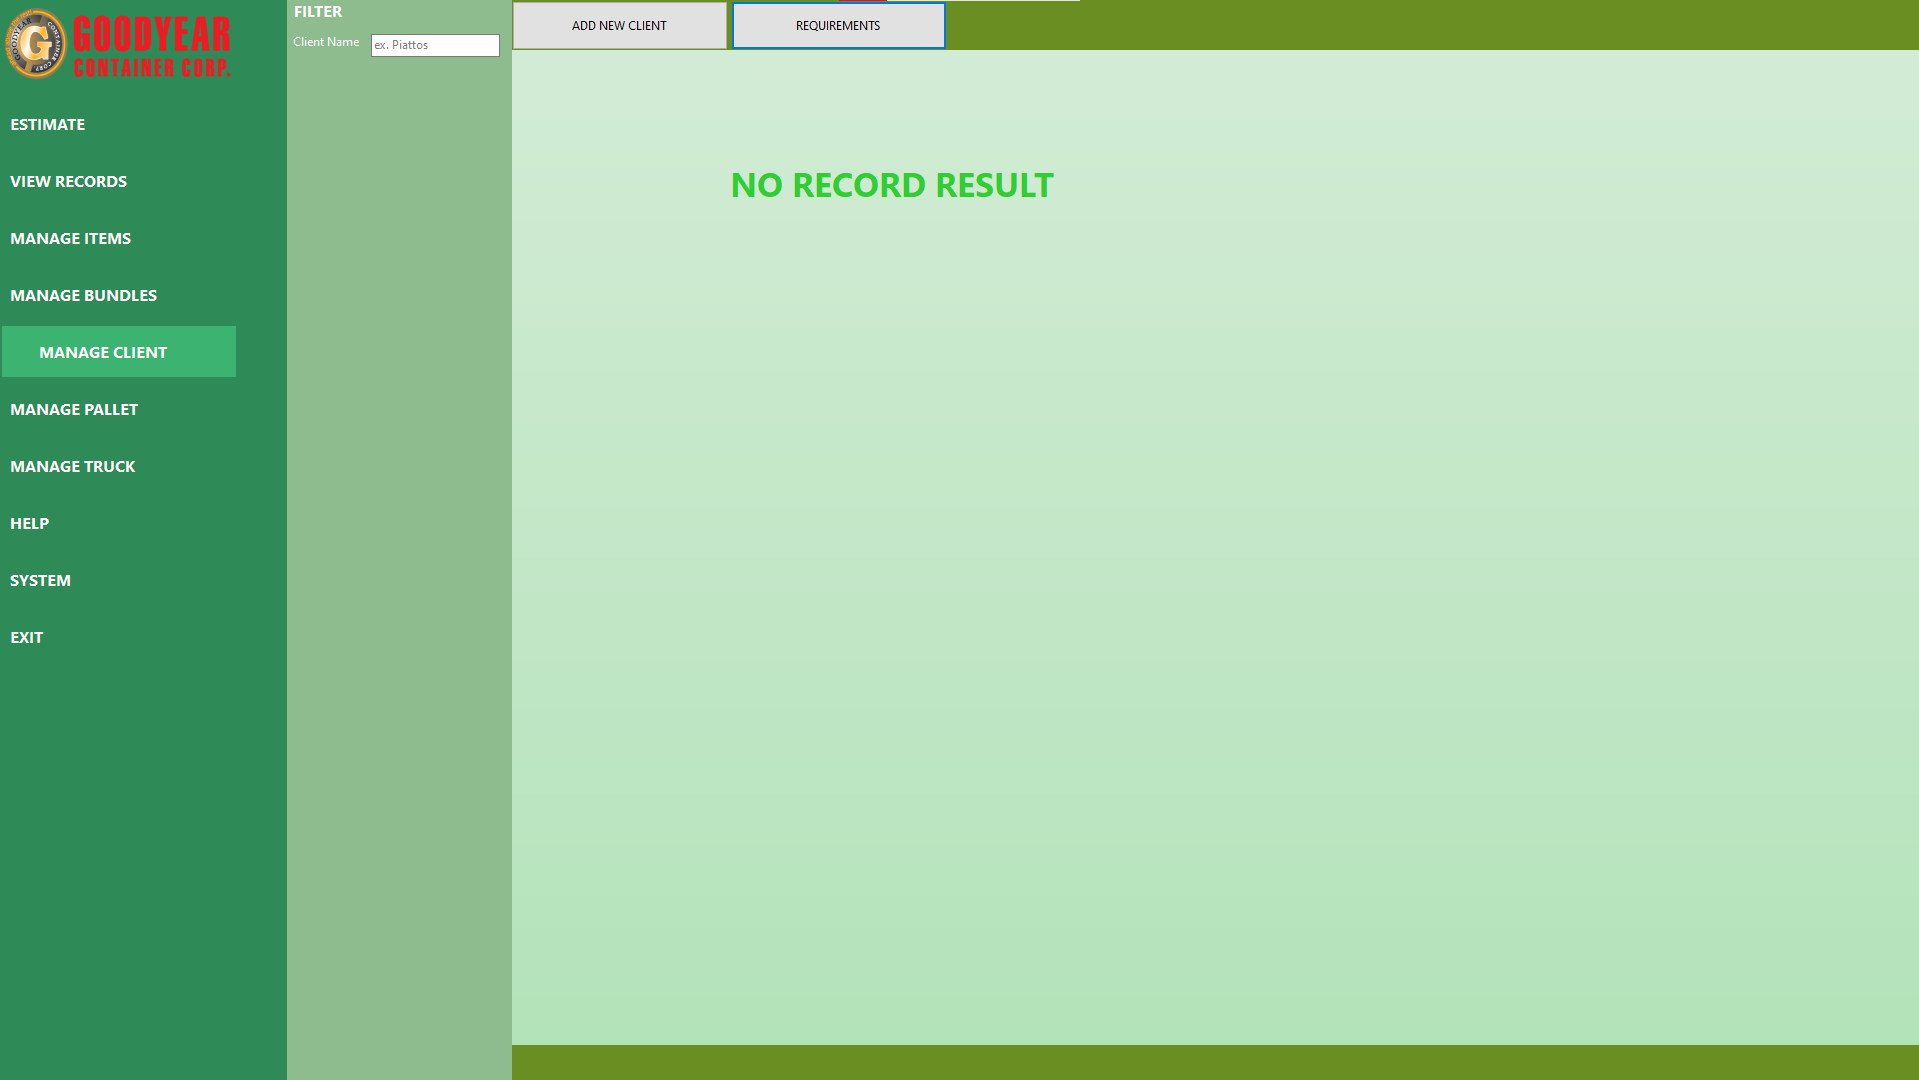 GOODYEAR
CONTAINER CORP.
ESTIMATE
VIEW RECORDS
MANAGE ITEMS
MANAGE BUNDLES
MANAGE CLIENT
MANAGE PALLET
MANAGE TRUCK
HELP
SYSTEM
EXIT
FILTER
Client Name
ex. Piattos
ADD NEW CLIENT
REQUIREMENTS
NO RECORD RESULT